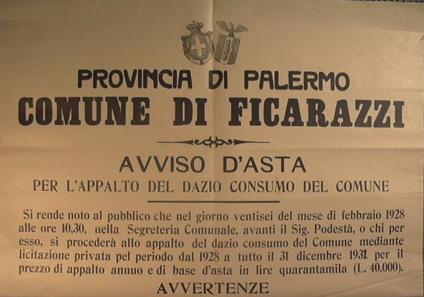 PROVINCIA DI PALERMO
COMUNE DI FICARAZZI
AVVISO D'ASTA
PER L'APPALTO DEL DAZIO CONSUMO DEL COMUNE
Si rende noto al pubblico che nel giorno ventisei del mese di febbraio 1928
alle ore 10,30, nella Segreteria Comunale, avanti il Sig. Podestà, o chi per
esso, si procederà allo appalto del dazio consumo del Comune mediante
licitazione privata pel periodo dal 1928 a tutto il 31 dicembre 1931 per il
prezzo di appalto annuo e di base d'asta in lire quarantamila (L. 40.000).
AVVERTENZE